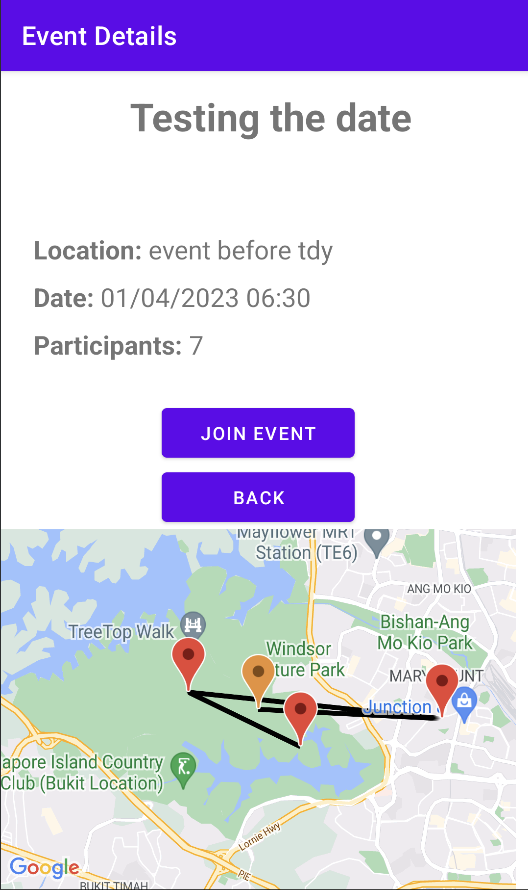 Event Details
Testing the date
Location: event before tdy
Date: 01/04/2023 06:30
Participants: 7
JOIN EVENT
BACK
Mayflower MRT
Station (TE6)
ANG MO KIO
TreeTop Walk
Bishan-Ang
Mo Kio Park
Windsor
ture Park
MARY UNT
Junction
apore Island Country
Club (Bukit Location)
Lornie Hwy
PIE
Google
BUKIT TIMAH